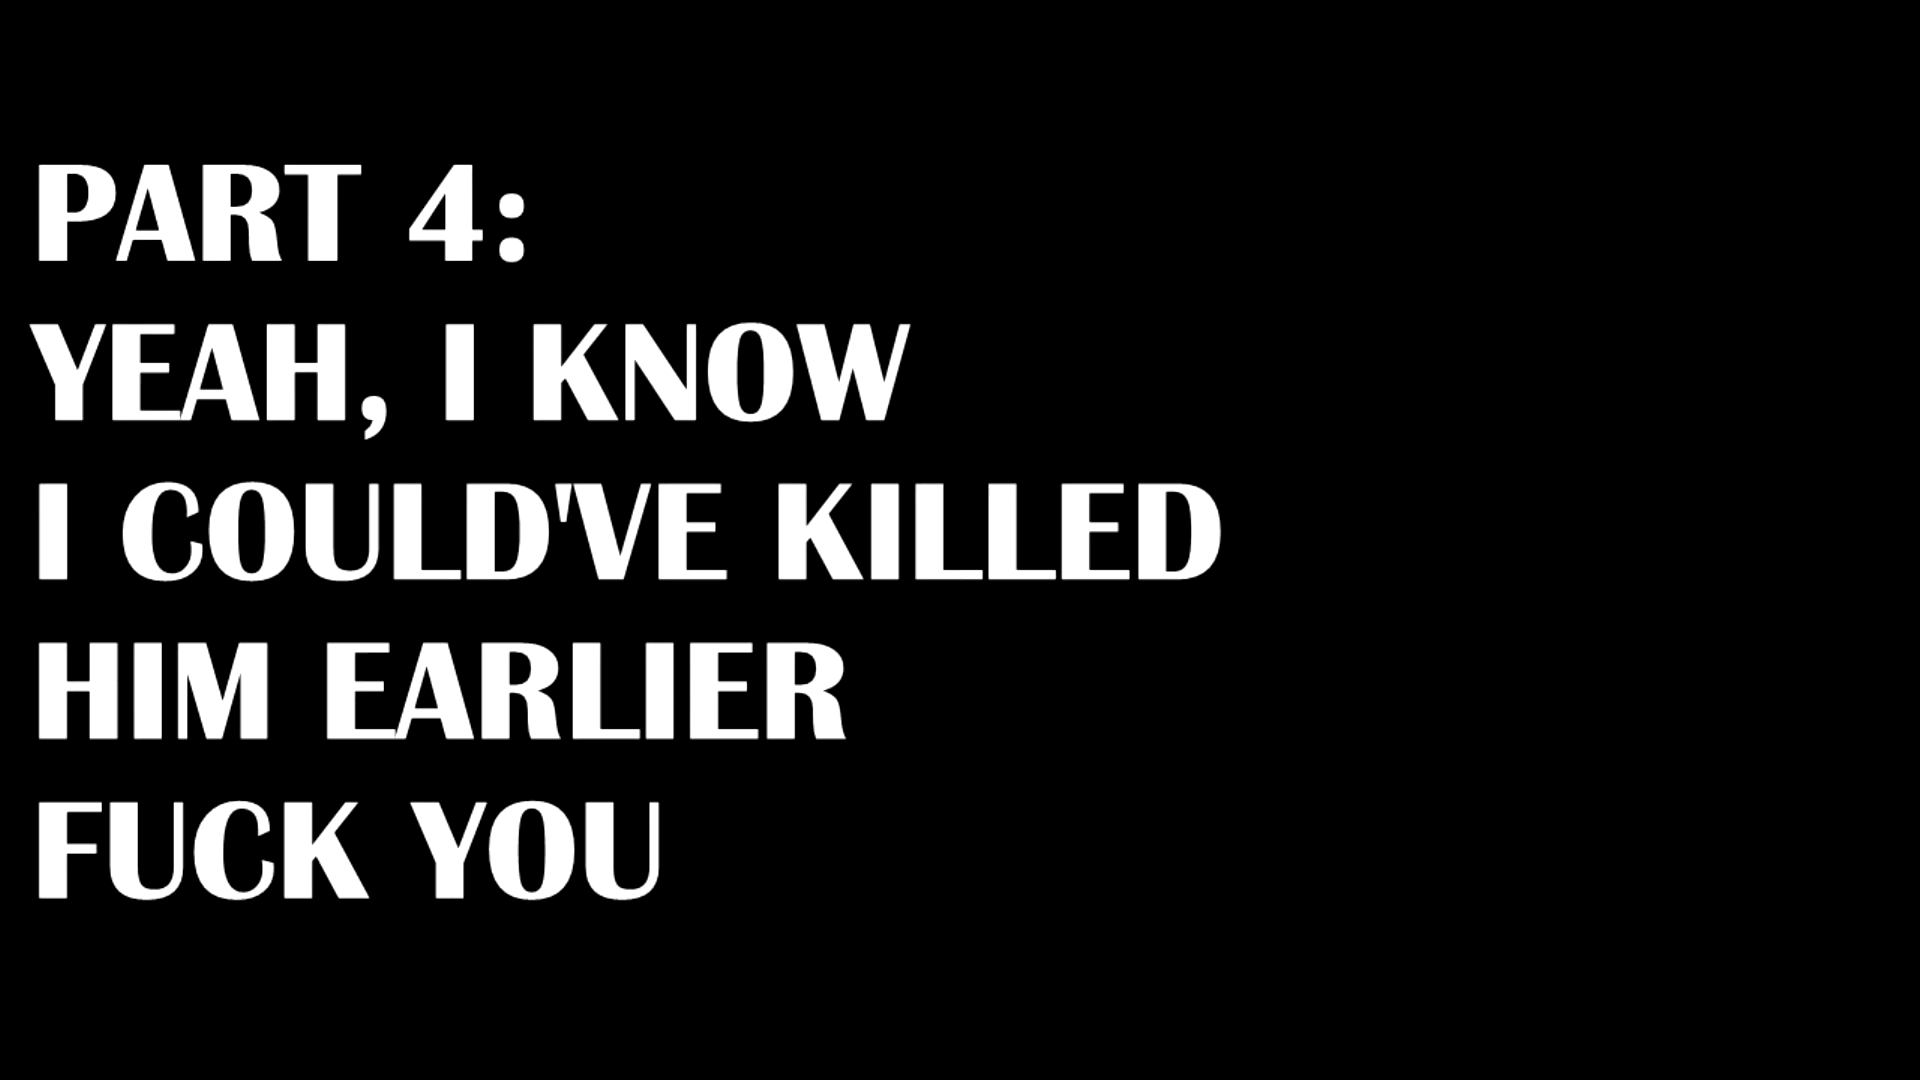 PART 4:
YEAH, I KNOW
I COULD'VE KILLED
HIM EARLIER
FUCK YOU